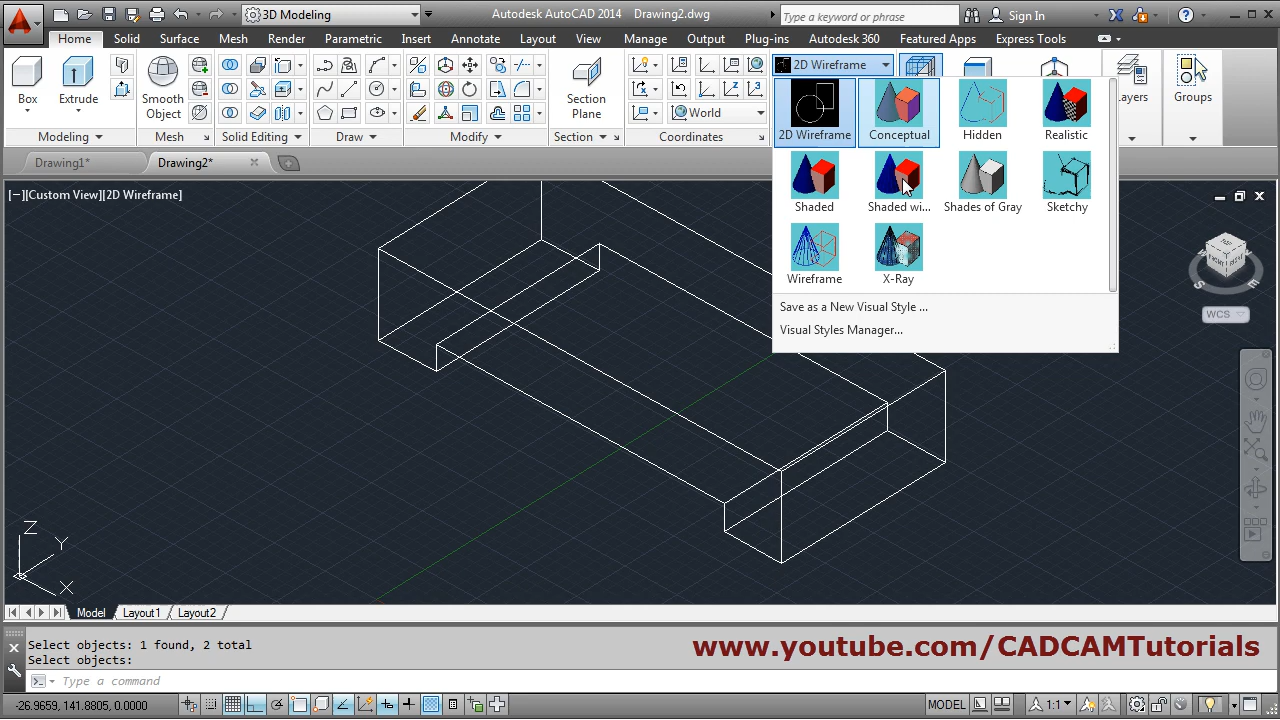 3D Modeling
Autodesk AutoCAD 2014 Drawing2.dwg
Type a keyword or phrase
Sign In
Home Solid Surface Mesh Render Parametric Insert Annotate Layout View Manage Output Plug-ins Autodesk 360 Featured Apps Express Tools
Box
Extrude
Smooth
Object
Section
Plane
World
2D Wireframe
Layers
Groups
Modeling
Mesh
Solid Editing
Draw
Modify
Section
Coordinates
2D Wireframe
Conceptual
Hidden
Realistic
Shaded
Shaded wi...
Shades of Gray
Sketchy
Wireframe
X-Ray
Save as a New Visual Style ...
Visual Styles Manager...
Drawing1*
Drawing2*
[−][Custom View][2D Wireframe]
S
E
WCS
Z
Y
X
Model Layout1 Layout2
Select objects: 1 found, 2 total
Select objects:
Type a command
www.youtube.com/CADCAMTutorials
-26.9659, 141.8805, 0.0000
MODEL
1:1